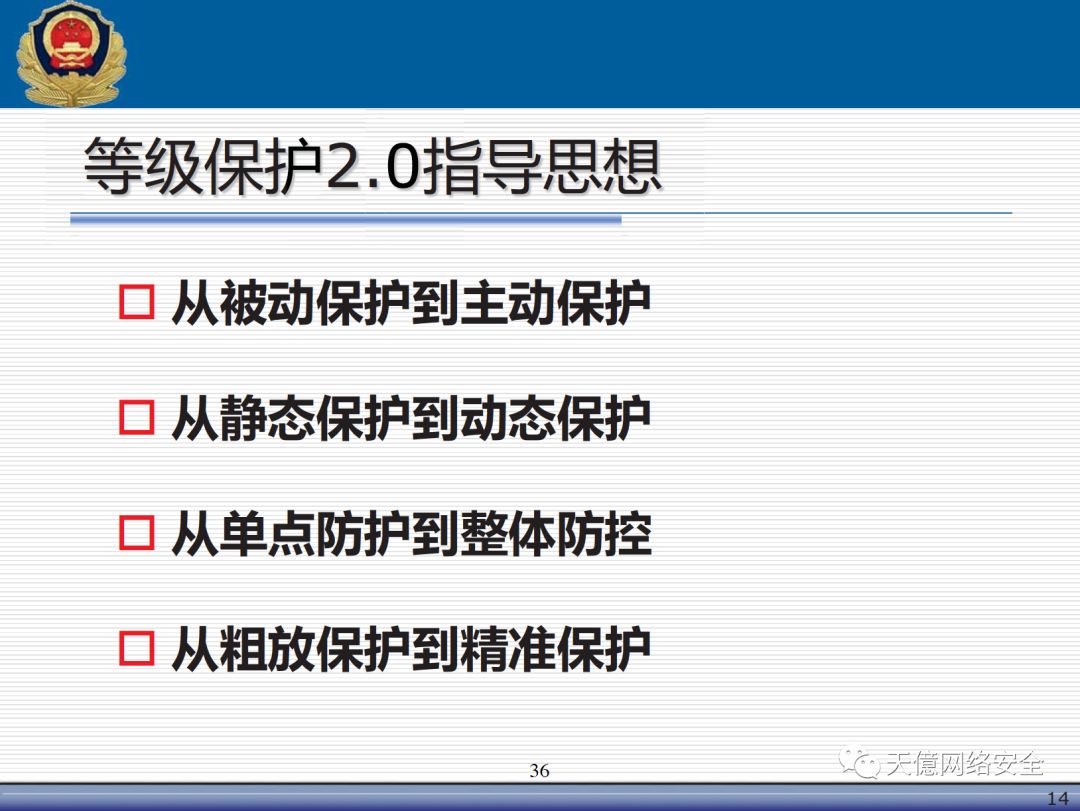 等级保护2.0指导思想
从被动保护到主动保护
从静态保护到动态保护
从单点防护到整体防控
从粗放保护到精准保护
36
天億网络安全
14